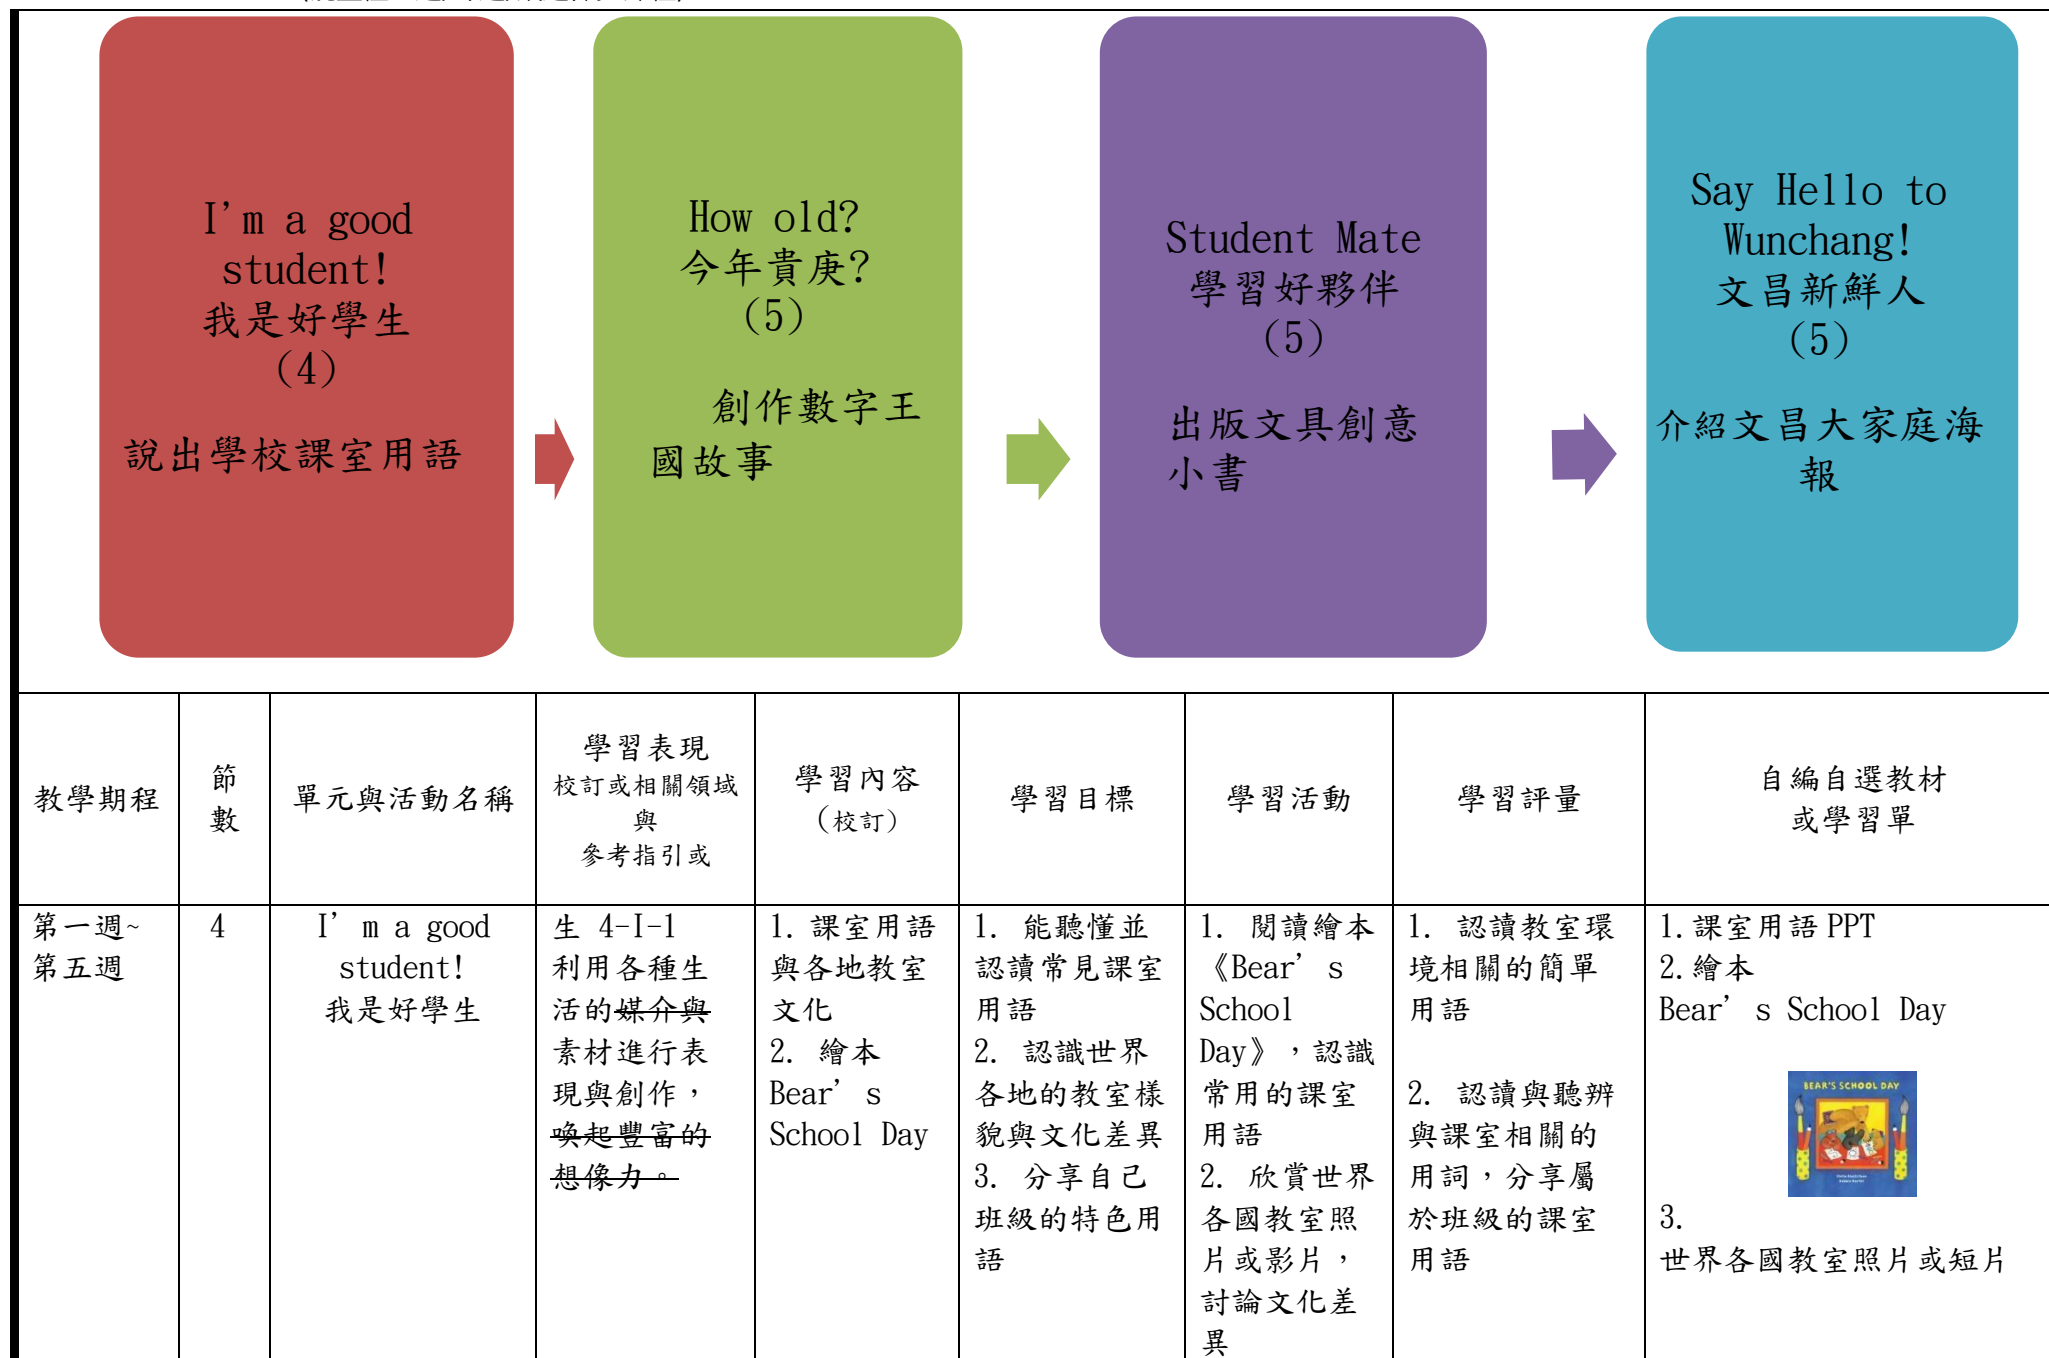 I'm a good
student!
我是好學生
(4)
說出學校課室用語
How old?
今年貴庚?
(5)
創作數字王
國故事
Student Mate
學習好夥伴
(5)
出版文具創意
小書
Say Hello to
Wunchang!
文昌新鮮人
(5)
介紹文昌大家庭海
報
教學期程
節
數
單元與活動名稱
學習表現
校訂或相關領域
與
參考指引或
學習內容
(校訂)
學習目標
學習活動
學習評量
自編自選教材
或學習單
第一週~
第五週
4
I’m a good
student!
我是好學生
生 4-I-1
利用各種生
活的媒介與
素材進行表
現與創作，
喚起豐富的
想像力。
1. 課室用語
與各地教室
文化
2. 繪本
Bear’s
School Day
1. 能聽懂並
認讀常見課室
用語
2. 認識世界
各地的教室樣
貌與文化差異
3. 分享自己
班級的特色用
語
1. 閱讀繪本
《Bear’s
School
Day》，認識
常用的課室
用語
2. 欣賞世界
各國教室照
片或影片，
討論文化差
異
1. 認讀教室環
境相關的簡單
用語
2. 認讀與聽辨
與課室相關的
用詞，分享屬
於班級的課室
用語
1.課室用語 PPT
2.繪本
Bear’s School Day
BEAR'S SCHOOL DAY
3.
世界各國教室照片或短片